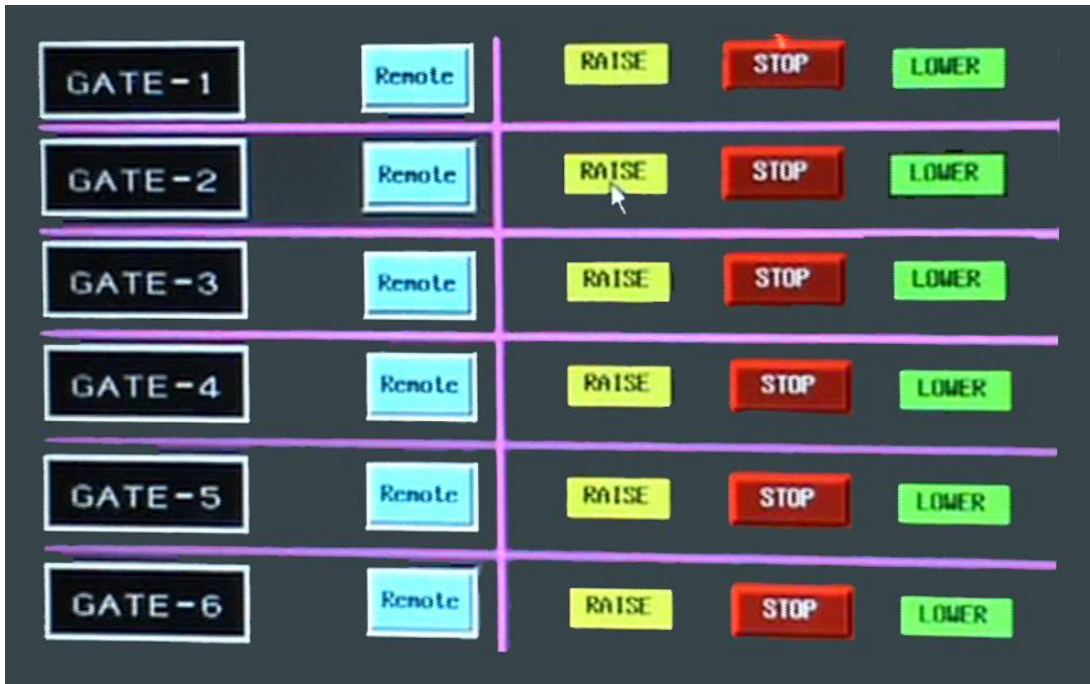 GATE-1 Remote RAISE STOP LOWER
GATE-2 Remote RAISE STOP LOWER
GATE-3 Remote RAISE STOP LOWER
GATE-4 Remote RAISE STOP LOWER
GATE-5 Remote RAISE STOP LOWER
GATE-6 Remote RAISE STOP LOWER